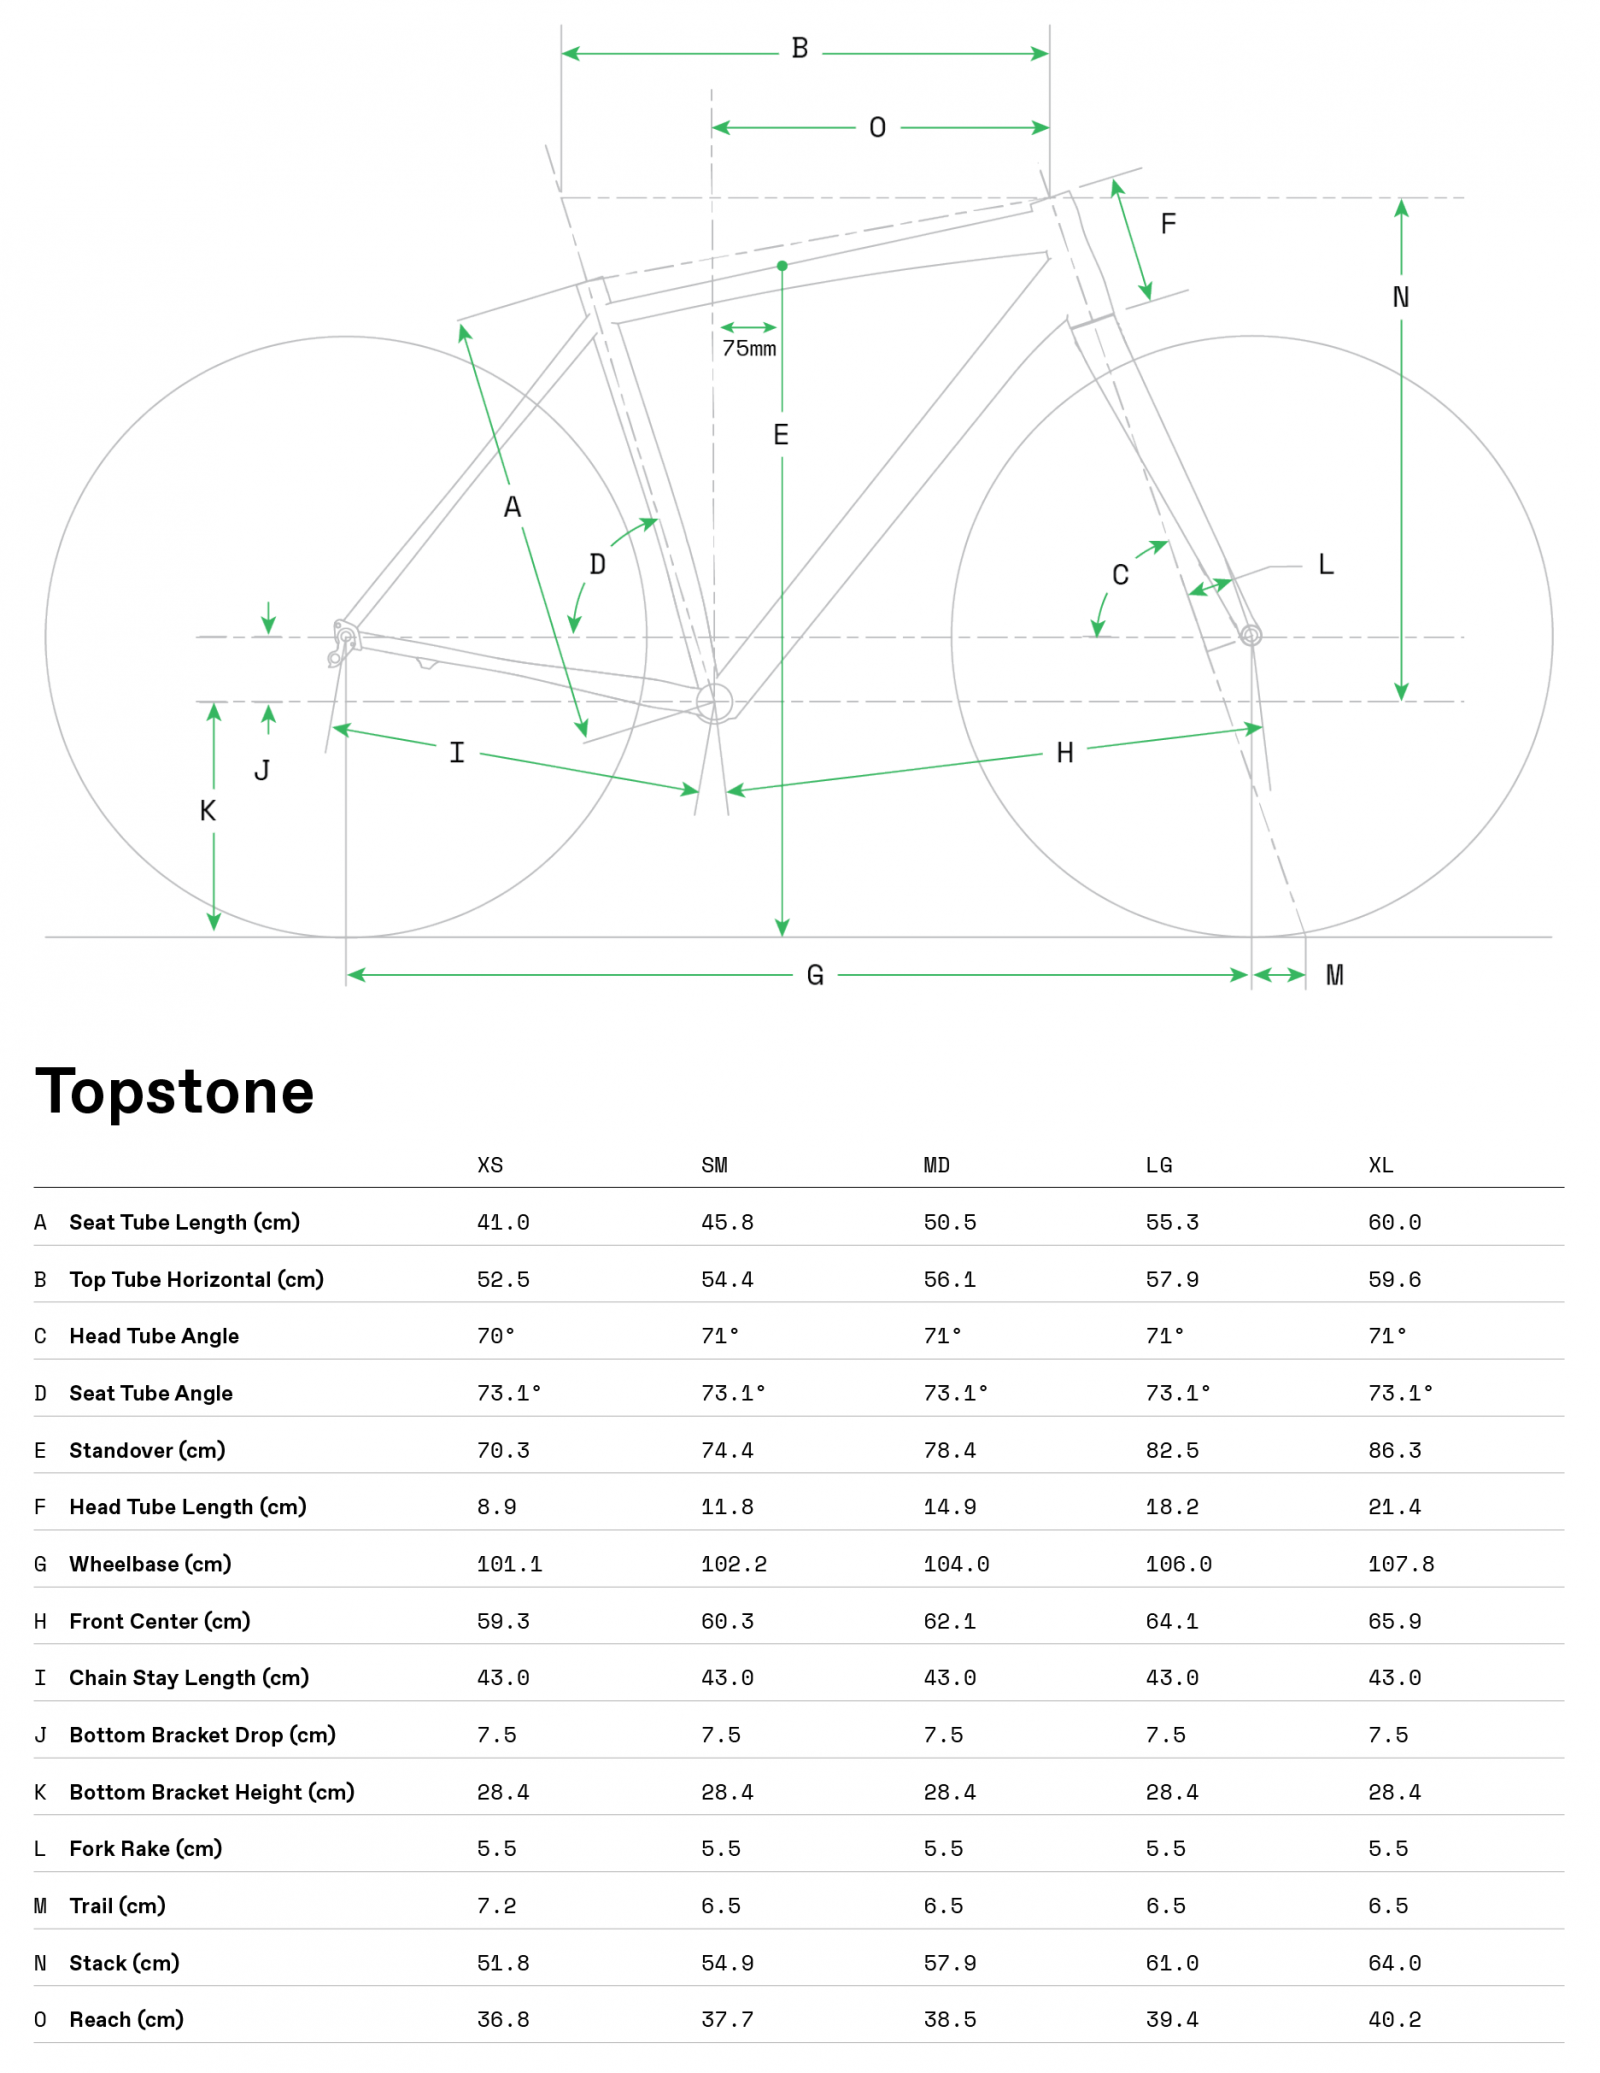 B
O
F
N
75mm
E
A
D
C
L
I
H
J
K
G
M
Topstone
XS SM MD LG XL
A Seat Tube Length (cm) 41.0 45.8 50.5 55.3 60.0
B Top Tube Horizontal (cm) 52.5 54.4 56.1 57.9 59.6
C Head Tube Angle 70° 71° 71° 71° 71°
D Seat Tube Angle 73.1° 73.1° 73.1° 73.1° 73.1°
E Standover (cm) 70.3 74.4 78.4 82.5 86.3
F Head Tube Length (cm) 8.9 11.8 14.9 18.2 21.4
G Wheelbase (cm) 101.1 102.2 104.0 106.0 107.8
H Front Center (cm) 59.3 60.3 62.1 64.1 65.9
I Chain Stay Length (cm) 43.0 43.0 43.0 43.0 43.0
J Bottom Bracket Drop (cm) 7.5 7.5 7.5 7.5 7.5
K Bottom Bracket Height (cm) 28.4 28.4 28.4 28.4 28.4
L Fork Rake (cm) 5.5 5.5 5.5 5.5 5.5
M Trail (cm) 7.2 6.5 6.5 6.5 6.5
N Stack (cm) 51.8 54.9 57.9 61.0 64.0
O Reach (cm) 36.8 37.7 38.5 39.4 40.2